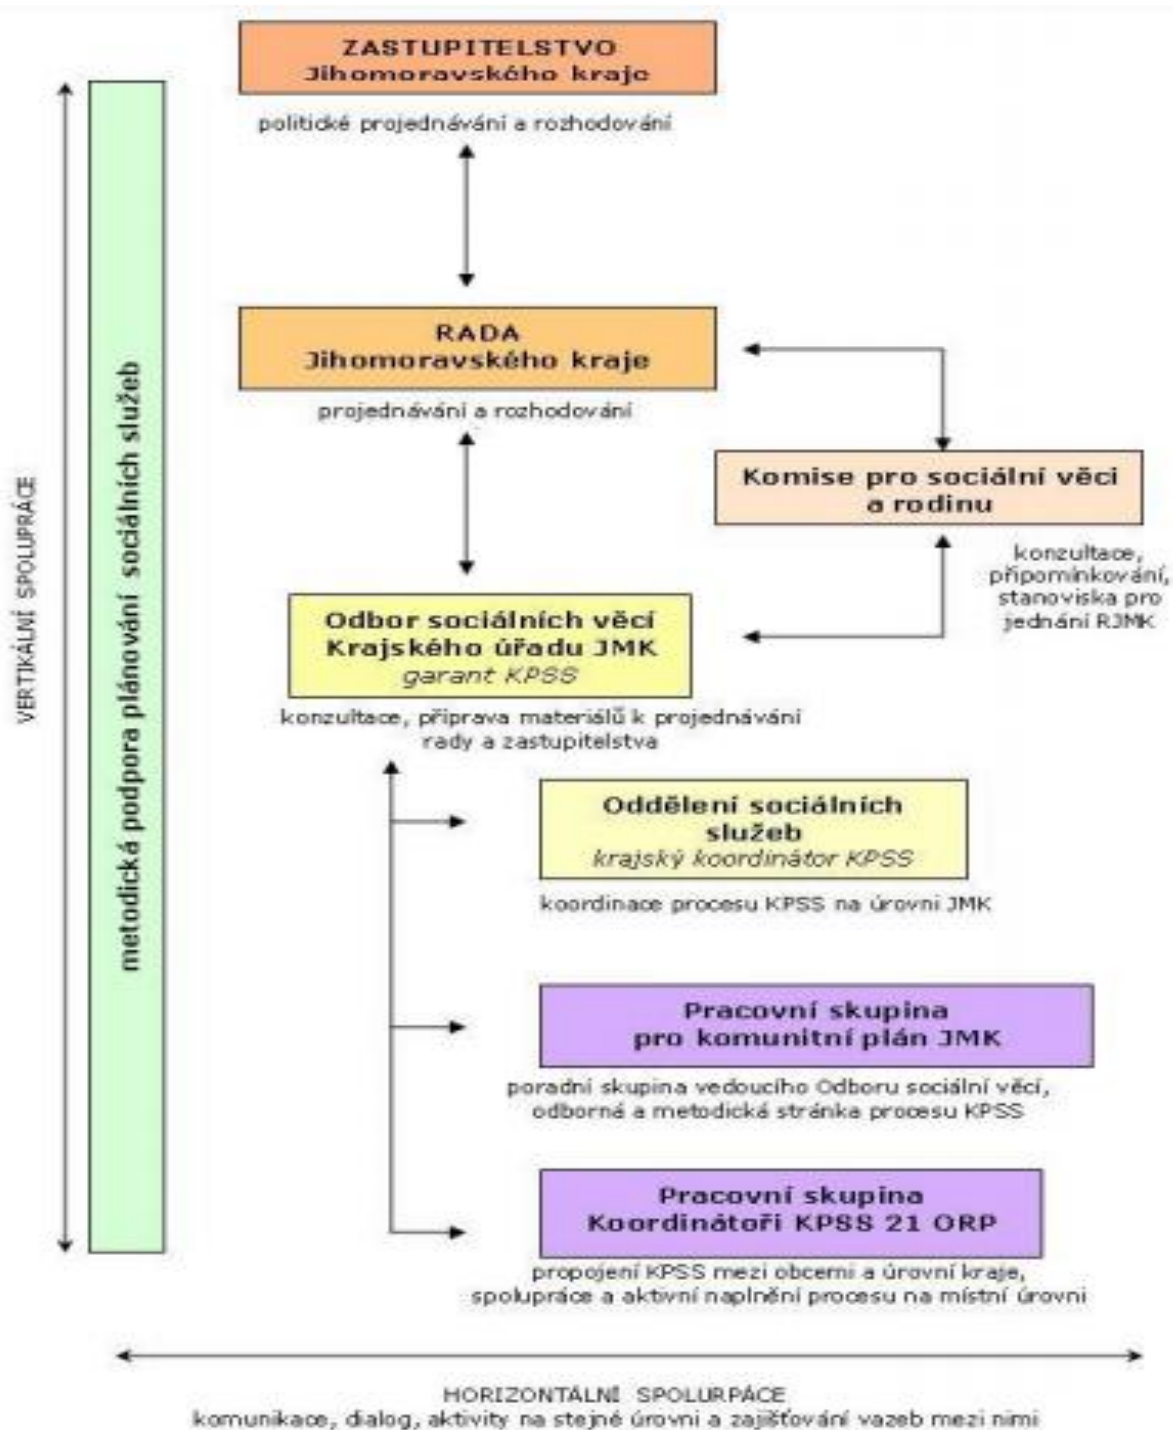 ZASTUPITELSTVO
Jihomoravského kraje
politické projednávání a rozhodování
RADA
Jihomoravského kraje
projednávání a rozhodování
Komise pro sociální věci
a rodinu
konzultace,
připomínkování,
stanoviska pro
jednání RJMK
Odbor sociálních věcí
Krajského úřadu JMK
garant KPSS
konzultace, příprava materiálů k projednávání
rady a zastupitelstva
Oddělení sociálních
služeb
krajský koordinátor KPSS
koordinace procesu KPSS na úrovni JMK
Pracovní skupina
pro komunitní plán JMK
poradní skupina vedoucího Odboru sociální věcí,
odborná a metodická stránka procesu KPSS
Pracovní skupina
Koordinátoři KPSS 21 ORP
propojení KPSS mezi obcemi a úrovní kraje,
spolupráce a aktivní naplnění procesu na místní úrovni
VERTIKÁLNÍ SPOLUPRÁCE
metodická podpora plánování sociálních služeb
HORIZONTÁLNÍ SPOLURPÁCE
komunikace, dialog, aktivity na stejné úrovni a zajišťování vazeb mezi nimi